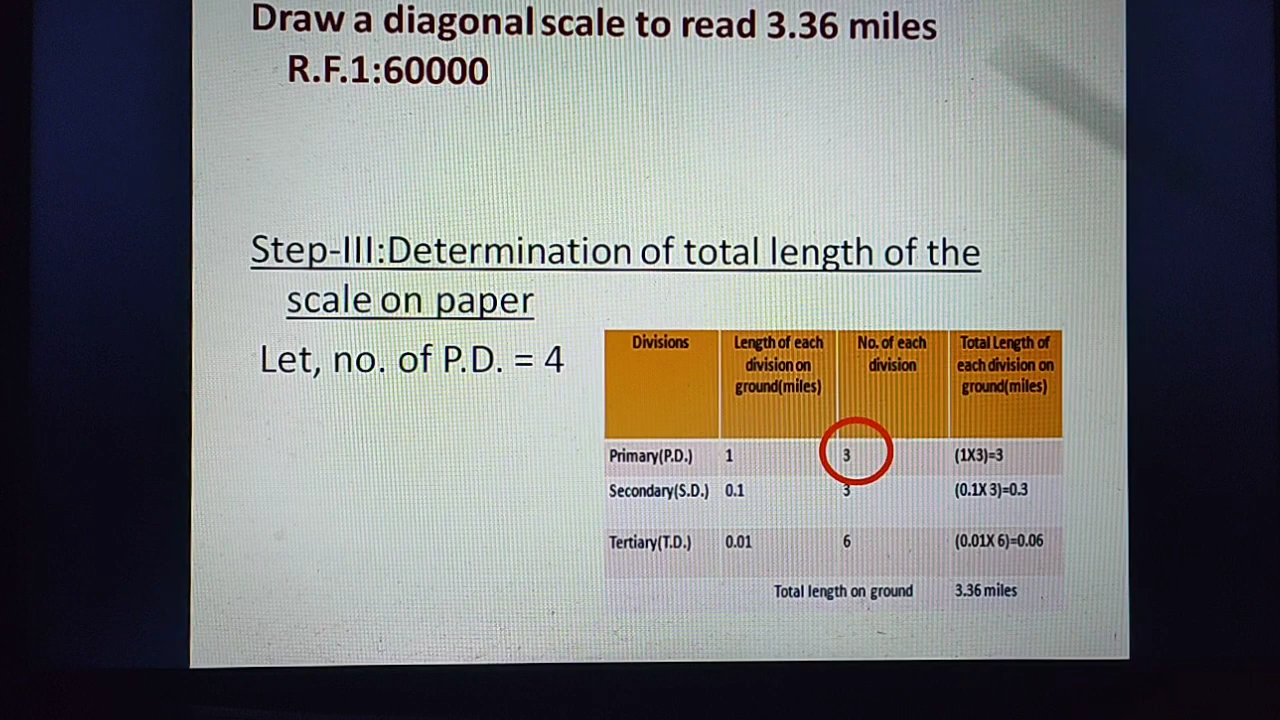 Draw a diagonal scale to read 3.36 miles
R.F.1:60000
Step-III:Determination of total length of the
scale on paper
Let, no. of P.D. = 4
Divisions
Length of each
division on
ground(miles)
No. of each
division
Total Length of
each division on
ground(miles)
Primary(P.D.) 1 3 (1X3)=3
Secondary(S.D.) 0.1 3 (0.1X 3)=0.3
Tertiary(T.D.) 0.01 6 (0.01X 6)=0.06
Total length on ground 3.36 miles